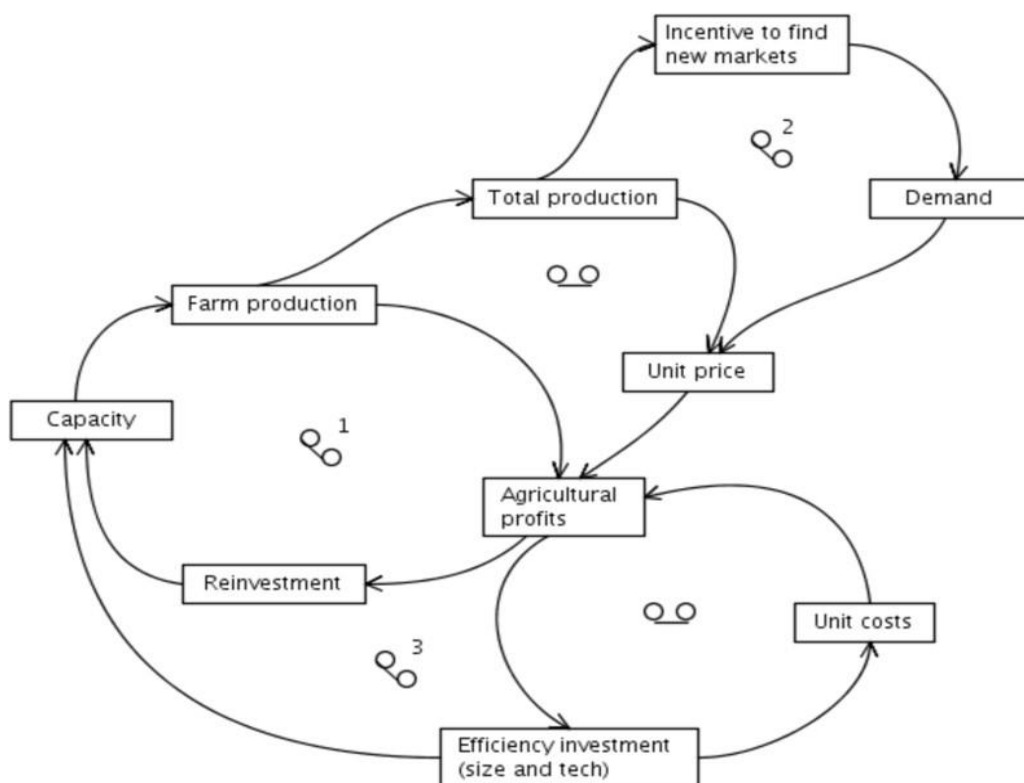 Incentive to find
new markets
2
Total production
Demand
Farm production
Unit price
Capacity
1
Agricultural
profits
Reinvestment
Unit costs
3
Efficiency investment
(size and tech)